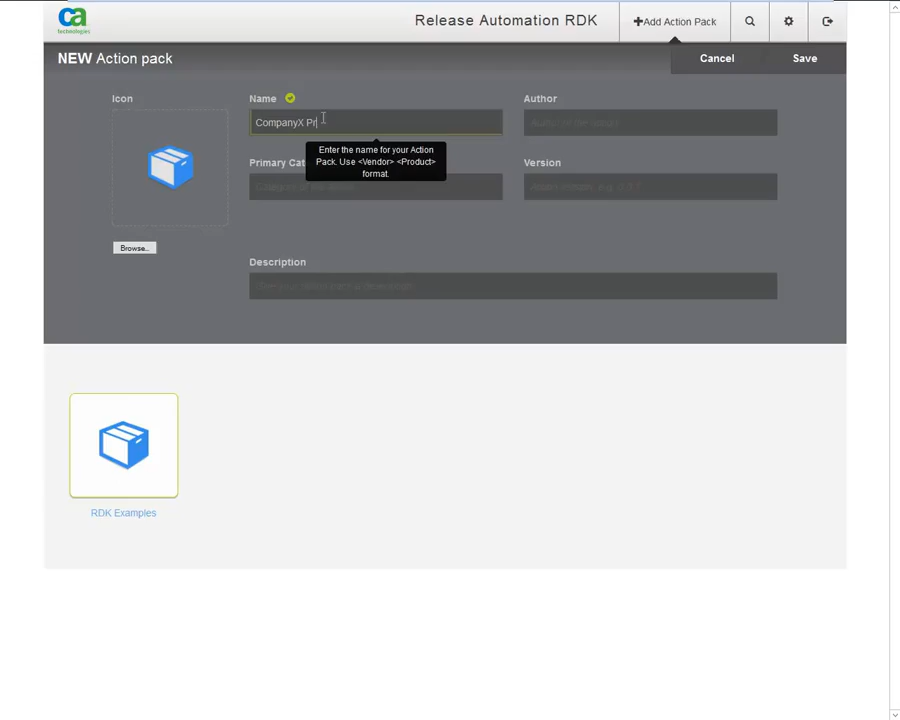 ca
technologies
Release Automation RDK
Add Action Pack
NEW Action pack
Cancel
Save
Icon
Name
Author
CompanyX Pr
Enter the name for your Action
Pack. Use <Vendor> <Product>
format.
Primary Cat
Version
Browse..
Description
RDK Examples